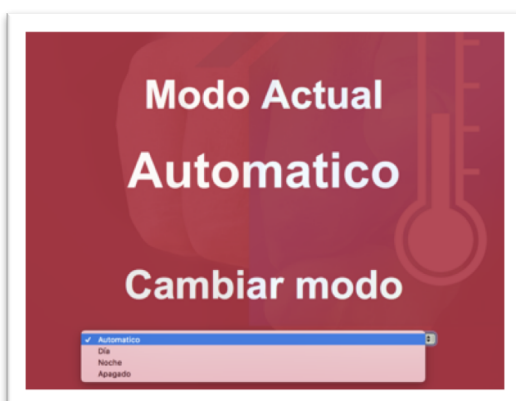 Modo Actual
Automatico
Cambiar modo
Automatico
Día
Noche
Apagado